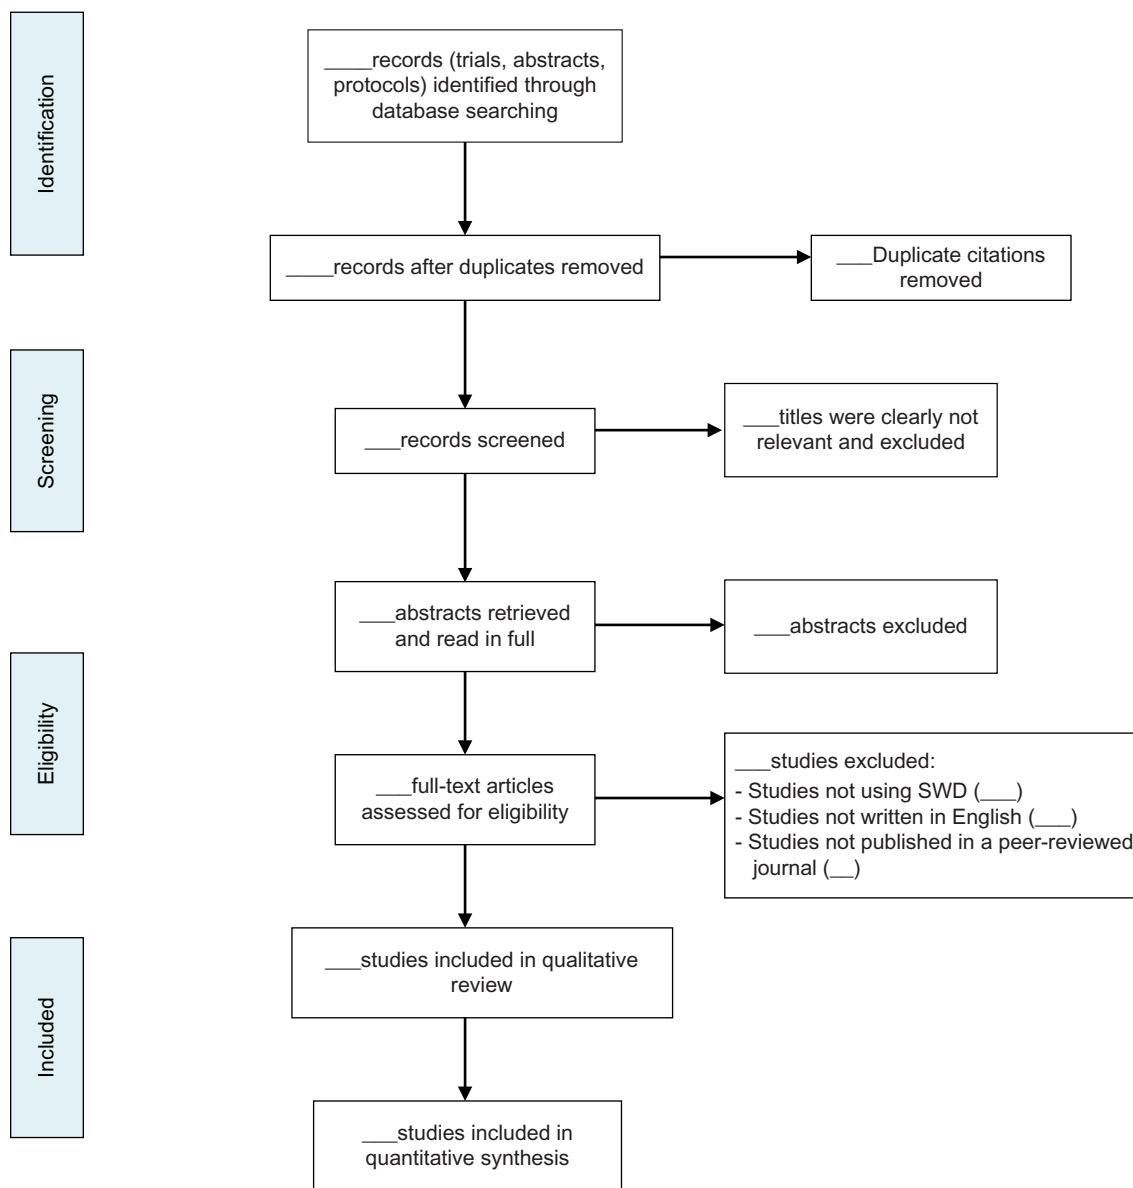 Identification
____records (trials, abstracts,
protocols) identified through
database searching
____records after duplicates removed
___Duplicate citations
removed
Screening
___records screened
___titles were clearly not
relevant and excluded
___abstracts retrieved
and read in full
___abstracts excluded
Eligibility
___full-text articles
assessed for eligibility
___studies excluded:
- Studies not using SWD (___)
- Studies not written in English (___)
- Studies not published in a peer-reviewed
journal (__)
Included
___studies included in qualitative
review
___studies included in
quantitative synthesis